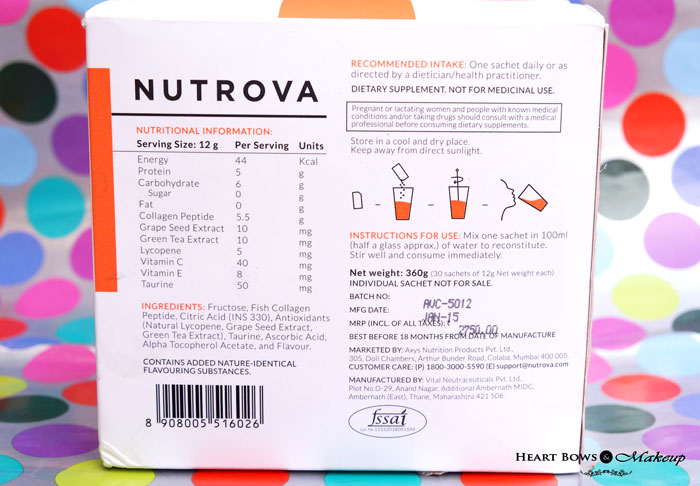 NUTROVA
NUTRITIONAL INFORMATION:
Serving Size: 12 g Per Serving Units
Energy 44 Kcal
Protein 5 g
Carbohydrate 6 g
Sugar 0 g
Fat 0 g
Collagen Peptide 5.5 g
Grape Seed Extract 10 mg
Green Tea Extract 10 mg
Lycopene 5 mg
Vitamin C 40 mg
Vitamin E 8 mg
Taurine 50 mg
INGREDIENTS: Fructose, Fish Collagen
Peptide, Citric Acid (INS 330), Antioxidants
(Natural Lycopene, Grape Seed Extract,
Green Tea Extract), Taurine, Ascorbic Acid,
Alpha Tocopherol Acetate, and Flavour.
CONTAINS ADDED NATURE-IDENTICAL
FLAVOURING SUBSTANCES.
8 908005 516026
RECOMMENDED INTAKE: One sachet daily or as
directed by a dietician/health practitioner.
DIETARY SUPPLEMENT. NOT FOR MEDICINAL USE.
Pregnant or lactating women and people with known medical
conditions and/or taking drugs should consult with a medical
professional before consuming dietary supplements.
Store in a cool and dry place.
Keep away from direct sunlight.
INSTRUCTIONS FOR USE: Mix one sachet in 100ml
(half a glass approx.) of water to reconstitute.
Stir well and consume immediately.
Net weight: 360g (30 sachets of 12g Net weight each)
INDIVIDUAL SACHET NOT FOR SALE.
BATCH NO: AVC-5012
MFG DATE: JAN-15
MRP (INCL. OF ALL TAXES): ₹ 2750.00
BEST BEFORE 18 MONTHS FROM DATE OF MANUFACTURE
MARKETED BY: Axys Nutrition Products Pvt. Ltd.,
305, Doli Chambers, Arthur Bunder Road, Colaba, Mumbai 400 005.
CUSTOMER CARE: (P) 1800-3000-5590 (E) support@nutrova.com
MANUFACTURED BY: Vital Neutraceuticals Pvt. Ltd.,
Plot No D-29, Anand Nagar, Additional Ambernath MIDC,
Ambernath (East), Thane, Maharashtra 421 506.
fssai
HEART BOWS & MAKEUP